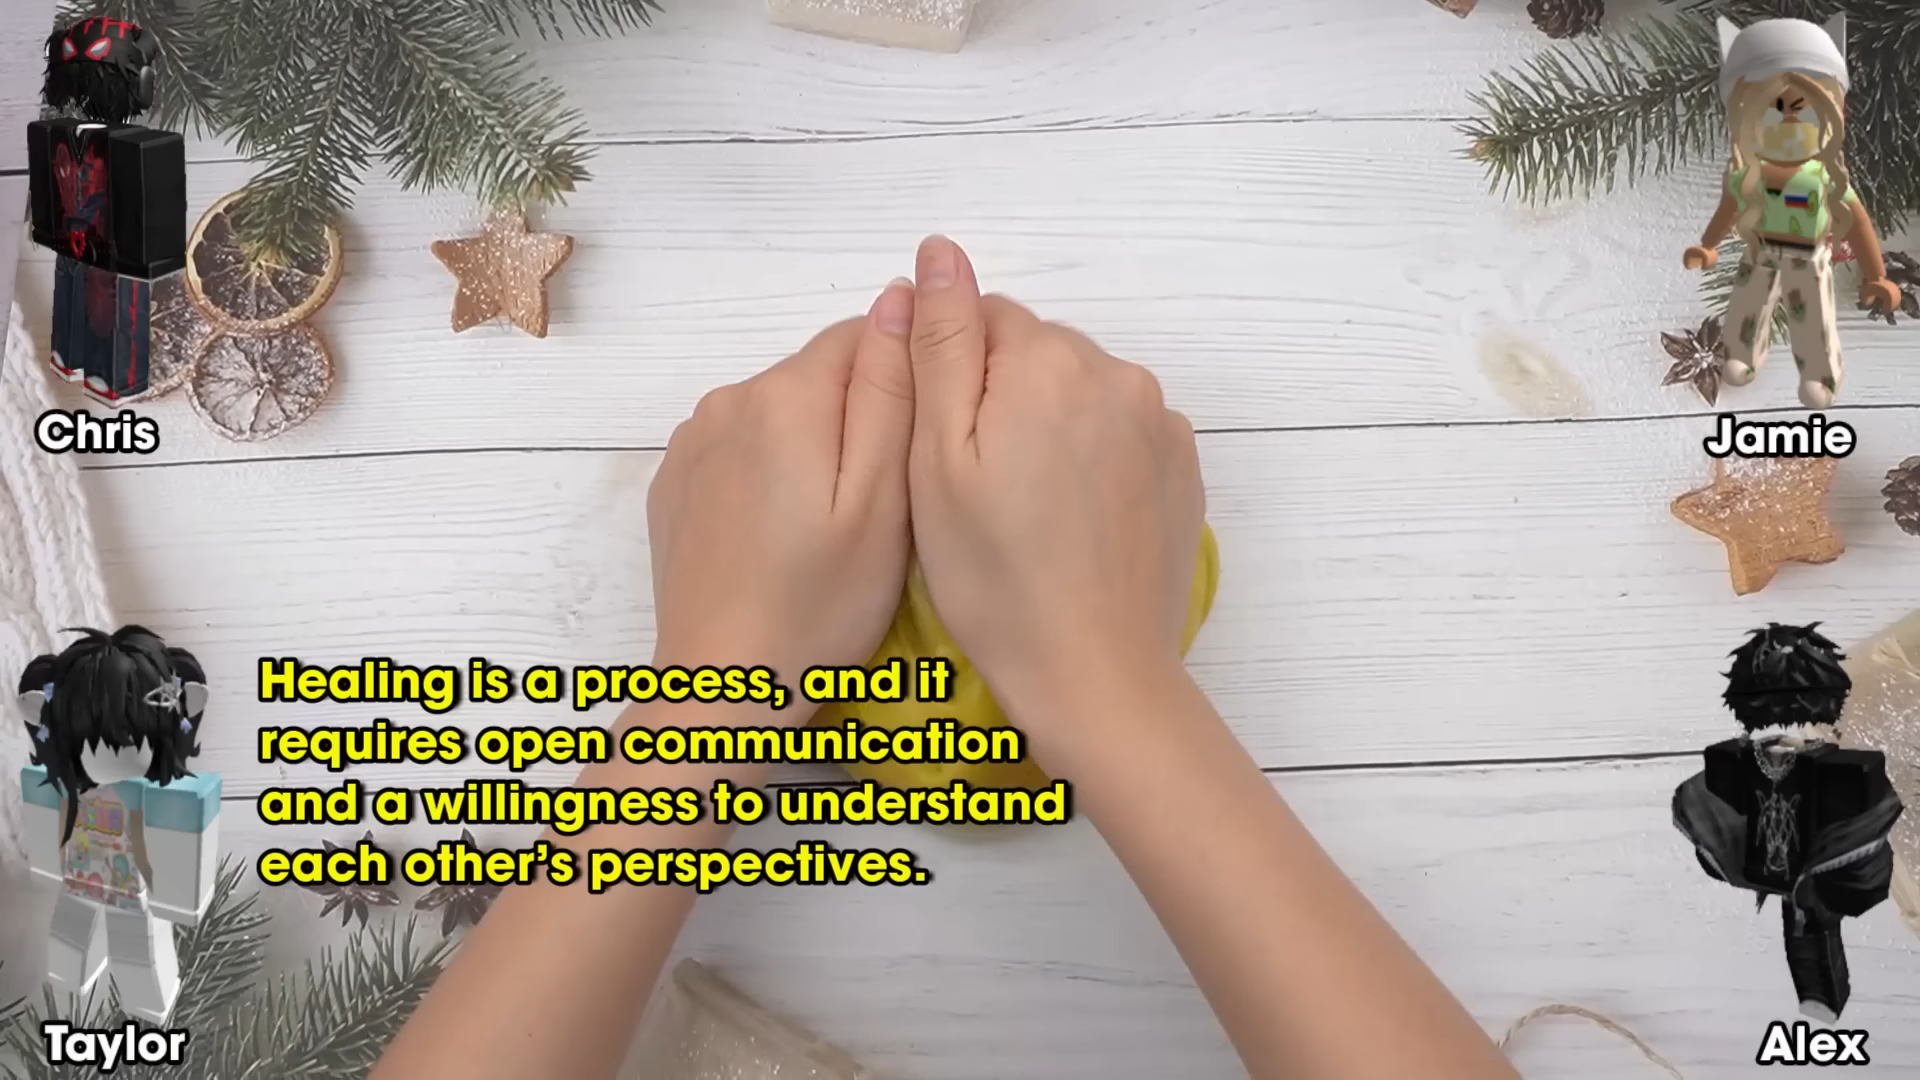 Chris
Jamie
Healing is a process, and it
requires open communication
and a willingness to understand
each other's perspectives.
Taylor
Alex